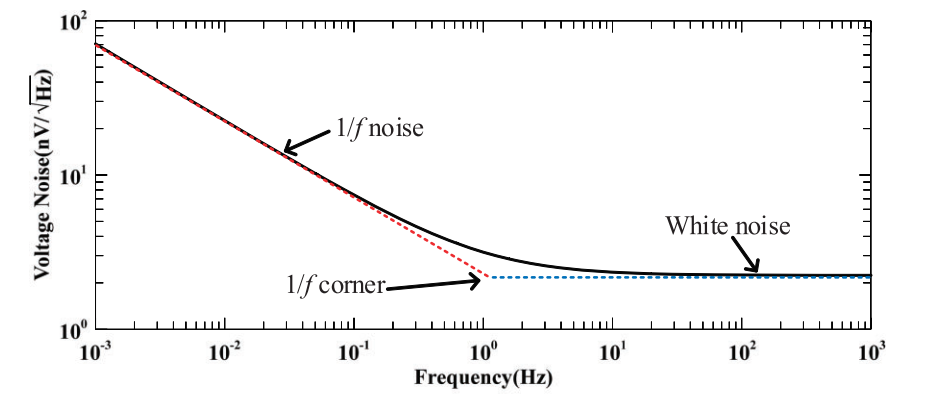 10²
1/f noise
10¹
Voltage Noise(nV/√Hz)
White noise
1/f corner
10⁰
10⁻³ 10⁻² 10⁻¹ 10⁰ 10¹ 10² 10³
Frequency(Hz)